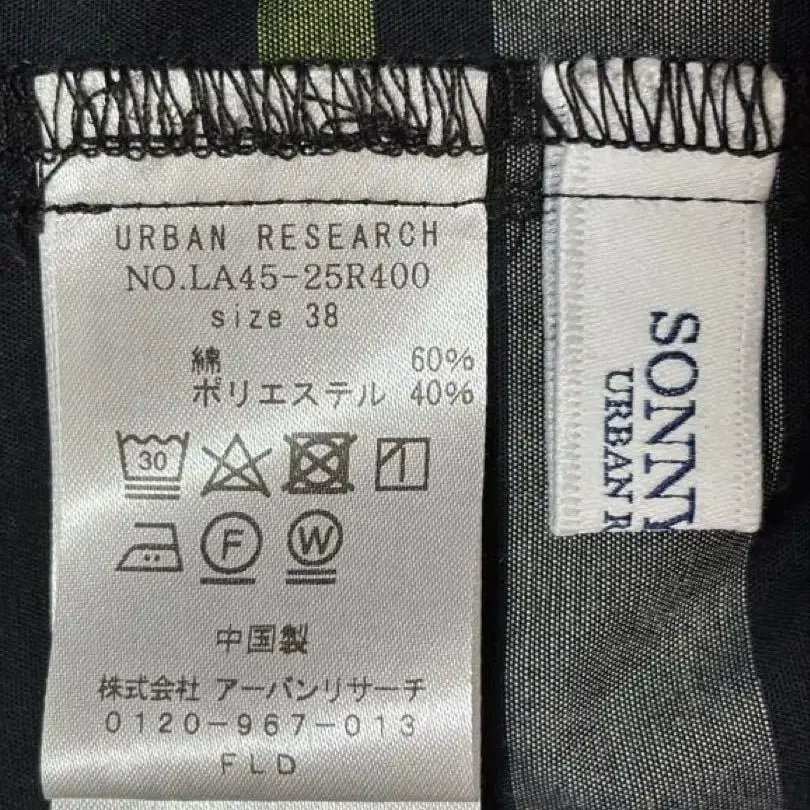 URBAN RESEARCH
NO.LA45-25R400
size 38
綿 60%
ポリエステル 40%
30
F
W
中国製
株式会社 アーバンリサーチ
0120-967-013
FLD
SONNY
URBAN R